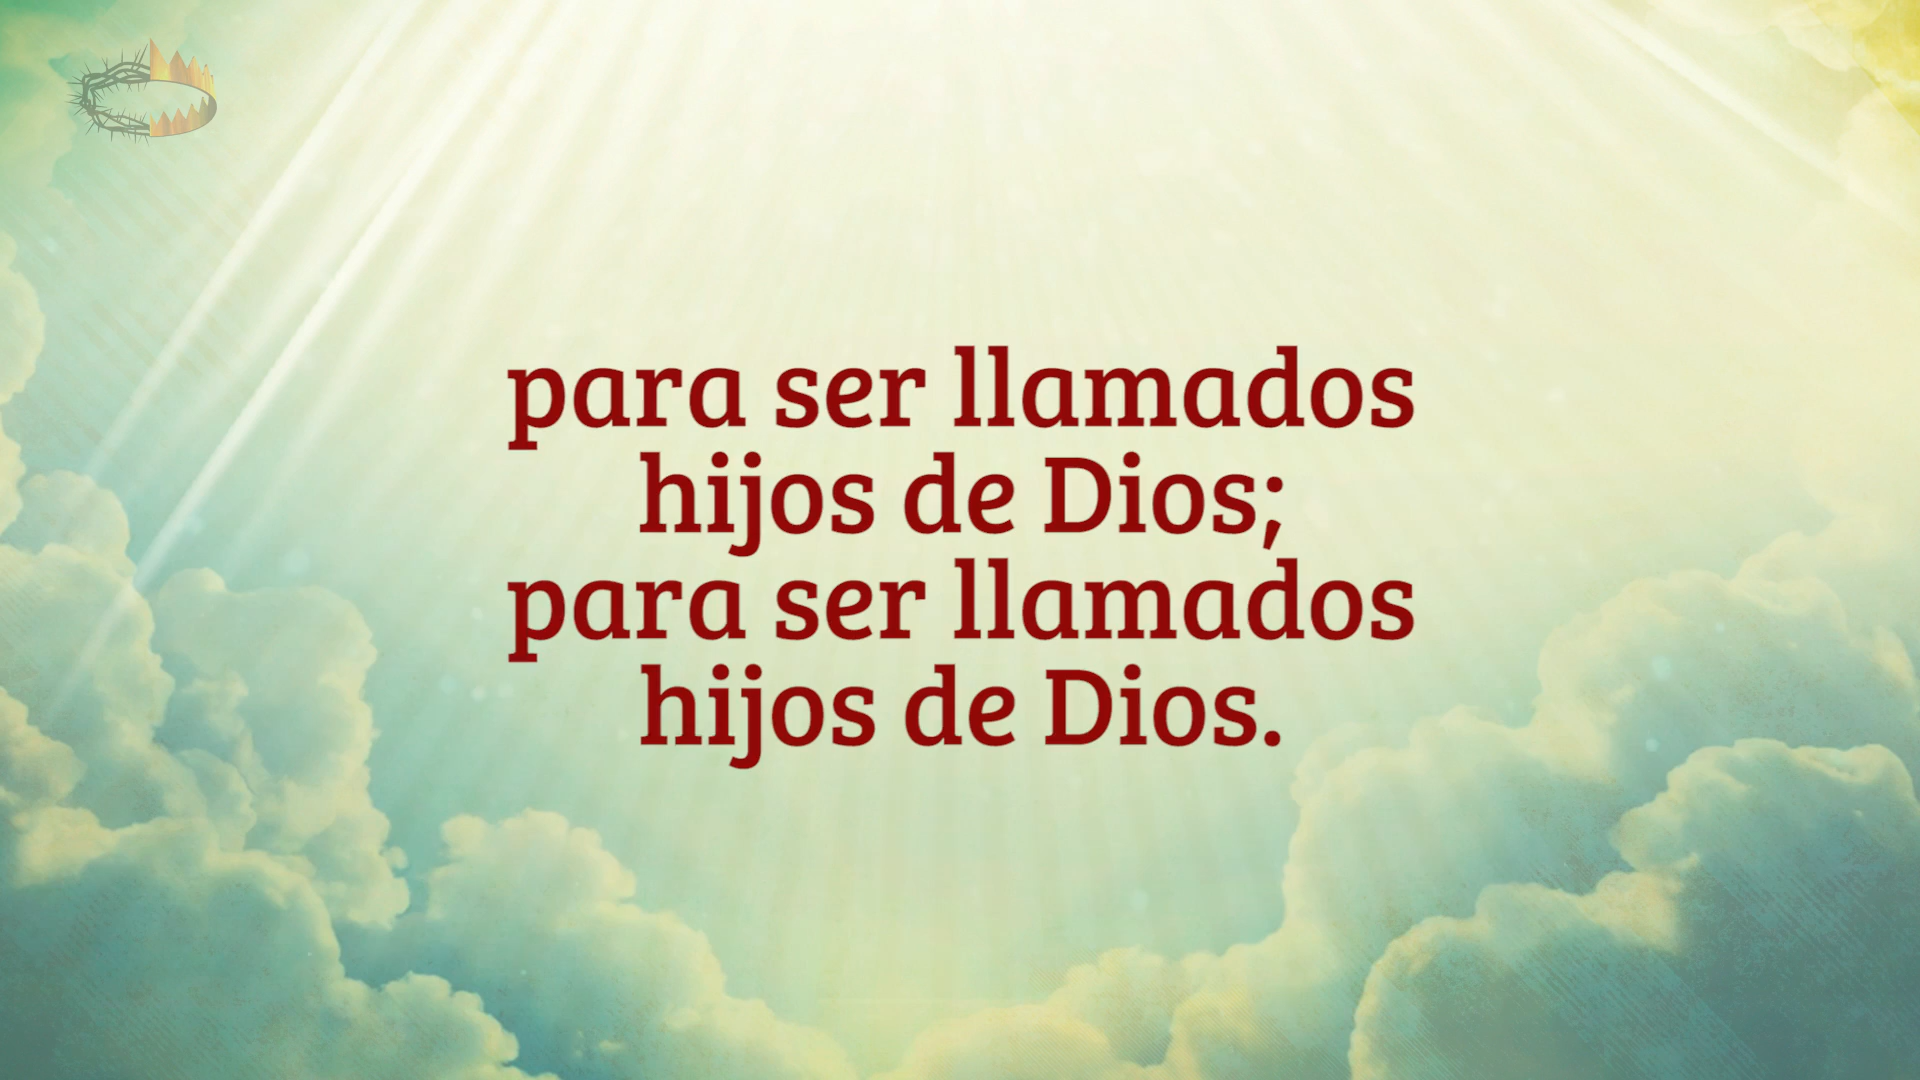 para ser llamados
hijos de Dios;
para ser llamados
hijos de Dios.